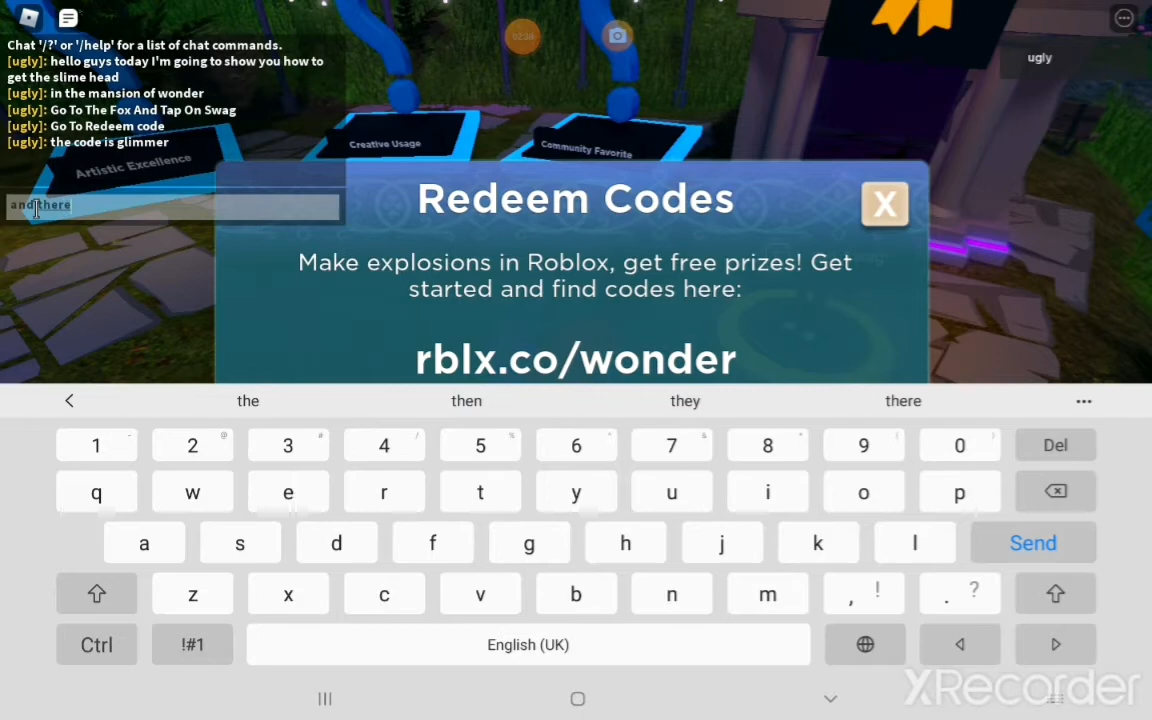 Chat '/?' or '/help' for a list of chat commands.
[ugly]: hello guys today I'm going to show you how to
get the slime head
[ugly]: in the mansion of wonder
[ugly]: Go To The Fox And Tap On Swag
[ugly]: Go To Redeem code
[ugly]: the code is glimmer
and there
02:36
ugly
Artistic Excellence
Creative Usage
Community Favorite
Redeem Codes
X
Make explosions in Roblox, get free prizes! Get
started and find codes here:
rblx.co/wonder
the then they there
1 2 3 4 5 6 7 8 9 0 Del
q w e r t y u i o p
a s d f g h j k l Send
z x c v b n m , ! . ?
Ctrl !#1 English (UK)
XRecorder